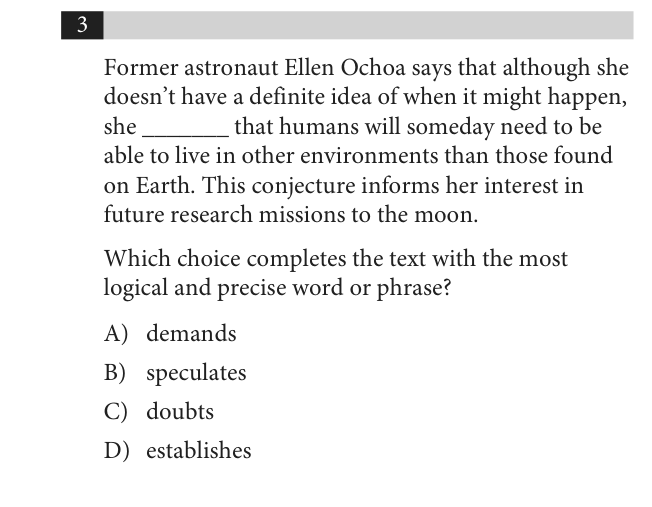 3
Former astronaut Ellen Ochoa says that although she
doesn’t have a definite idea of when it might happen,
she _______ that humans will someday need to be
able to live in other environments than those found
on Earth. This conjecture informs her interest in
future research missions to the moon.
Which choice completes the text with the most
logical and precise word or phrase?
A) demands
B) speculates
C) doubts
D) establishes